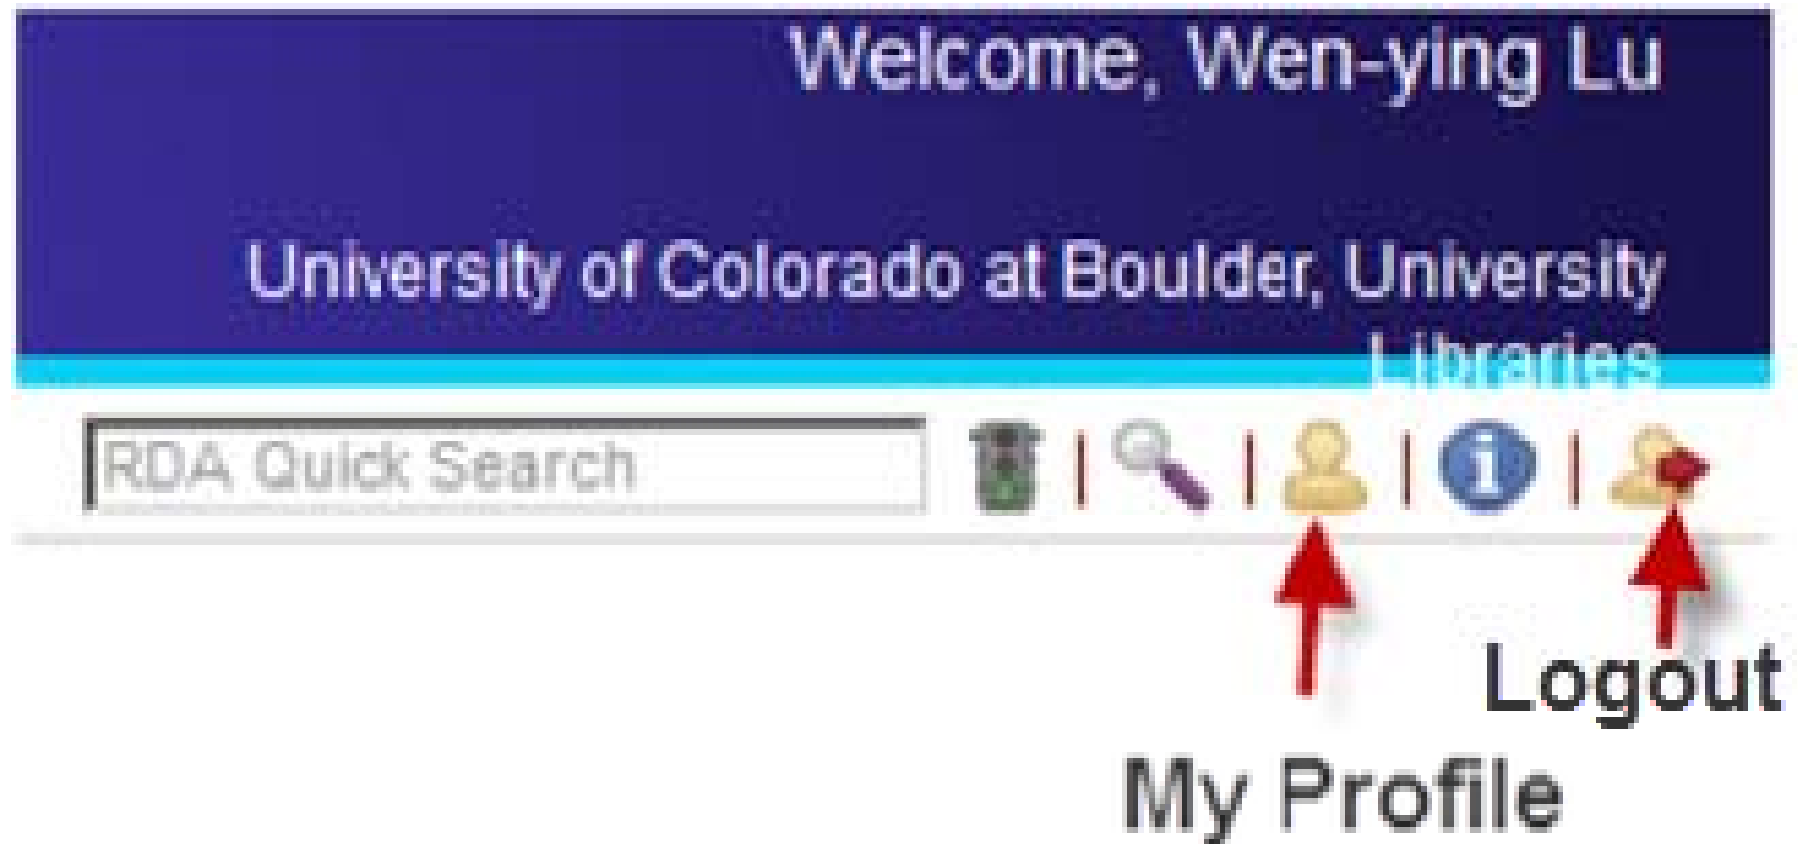 Welcome, Wen-ying Lu
University of Colorado at Boulder, University
Libraries
RDA Quick Search
Logout
My Profile